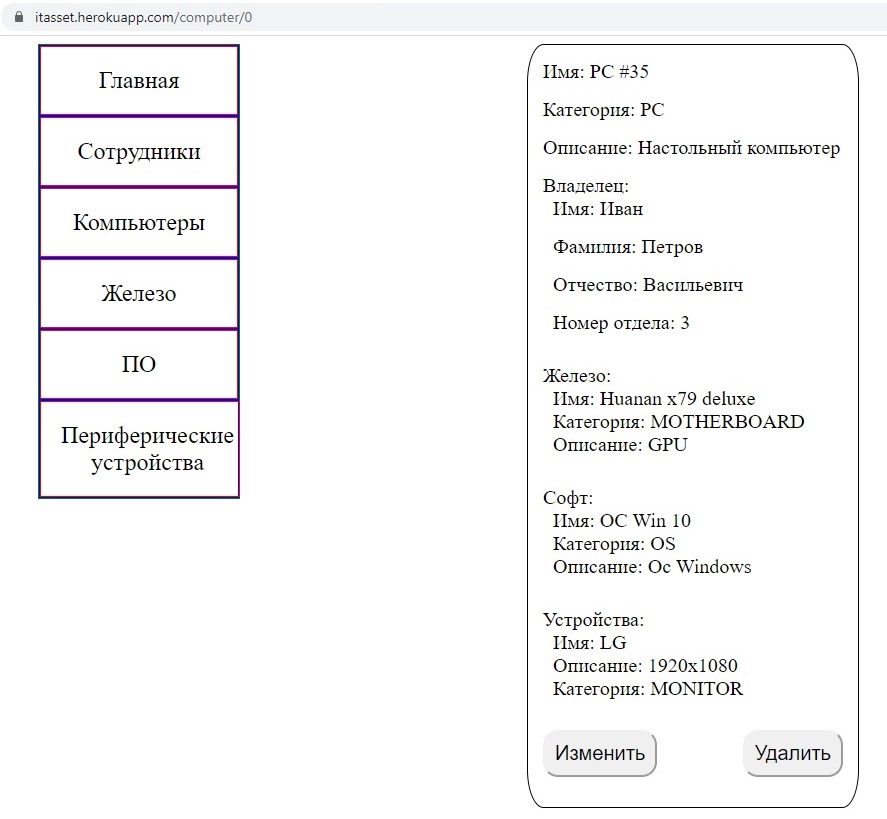 itasset.herokuapp.com/computer/0
Главная
Сотрудники
Компьютеры
Железо
ПО
Периферические
устройства
Имя: PC #35
Категория: PC
Описание: Настольный компьютер
Владелец:
Имя: Иван
Фамилия: Петров
Отчество: Васильевич
Номер отдела: 3
Железо:
Имя: Huanan x79 deluxe
Категория: MOTHERBOARD
Описание: GPU
Софт:
Имя: ОС Win 10
Категория: OS
Описание: Ос Windows
Устройства:
Имя: LG
Описание: 1920x1080
Категория: MONITOR
Изменить
Удалить